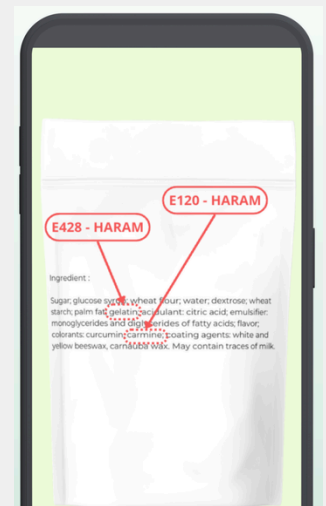 E120 - HARAM
E428 - HARAM
Ingredient :
Sugar; glucose syrup; wheat flour; water; dextrose; wheat
starch; palm fat; gelatin; acidulant: citric acid; emulsifier:
monoglycerides and diglycerides of fatty acids; flavor;
colorants: curcumin; carmine; coating agents: white and
yellow beeswax, carnauba wax. May contain traces of milk.